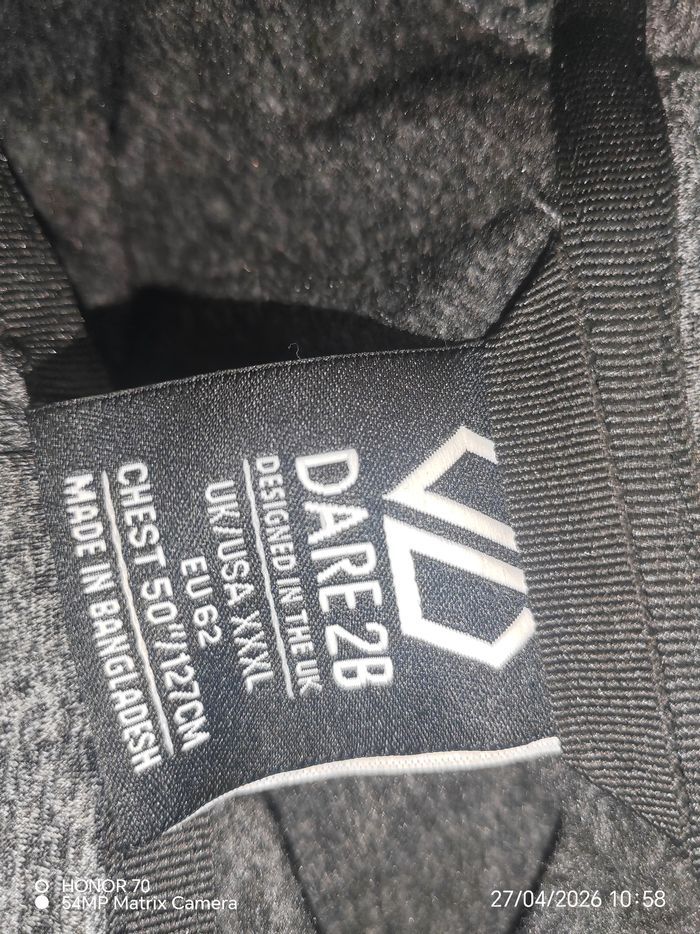 DARE 2B
DESIGNED IN THE UK
UK/USA XXXL
EU 62
CHEST 50"/127CM
MADE IN BANGLADESH
HONOR 70
54MP Matrix Camera
27/04/2026 10:58